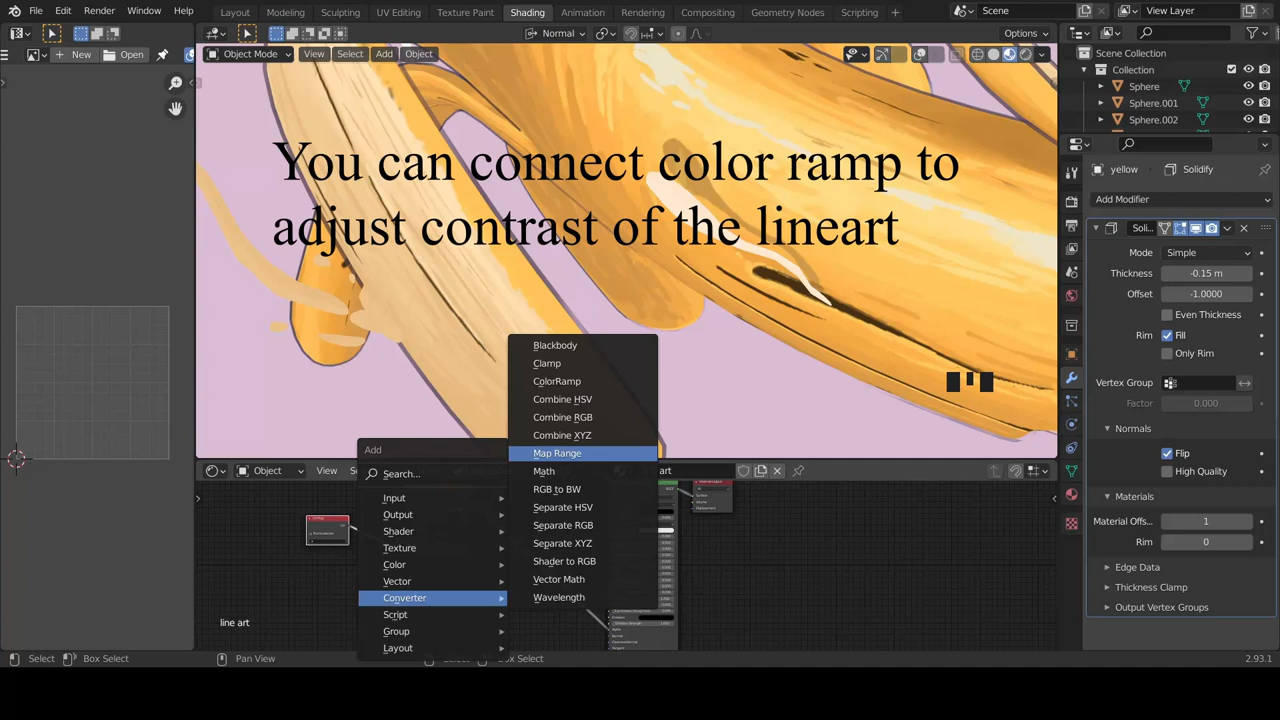 File Edit Render Window Help Layout Modeling Sculpting UV Editing Texture Paint Shading Animation Rendering Compositing Geometry Nodes Scripting Scene View Layer
New Open Normal Options
Object Mode View Select Add Object
Scene Collection
Collection
Sphere
Sphere.001
Sphere.002
You can connect color ramp to
adjust contrast of the lineart
yellow Solidify
Add Modifier
Soli...
Mode Simple
Thickness -0.15 m
Offset -1.0000
Even Thickness
Rim Fill
Only Rim
Vertex Group
Factor 0.000
Normals
Flip
High Quality
Materials
Material Offs... 1
Rim 0
Edge Data
Thickness Clamp
Output Vertex Groups
Blackbody
Clamp
ColorRamp
Combine HSV
Combine RGB
Combine XYZ
Map Range
Math
RGB to BW
Separate HSV
Separate RGB
Separate XYZ
Shader to RGB
Vector Math
Wavelength
Object View art
Add
Search...
Input
Output
Shader
Texture
Color
Vector
Converter
Script
Group
Layout
line art
Select Box Select Pan View Box Select 2.93.1